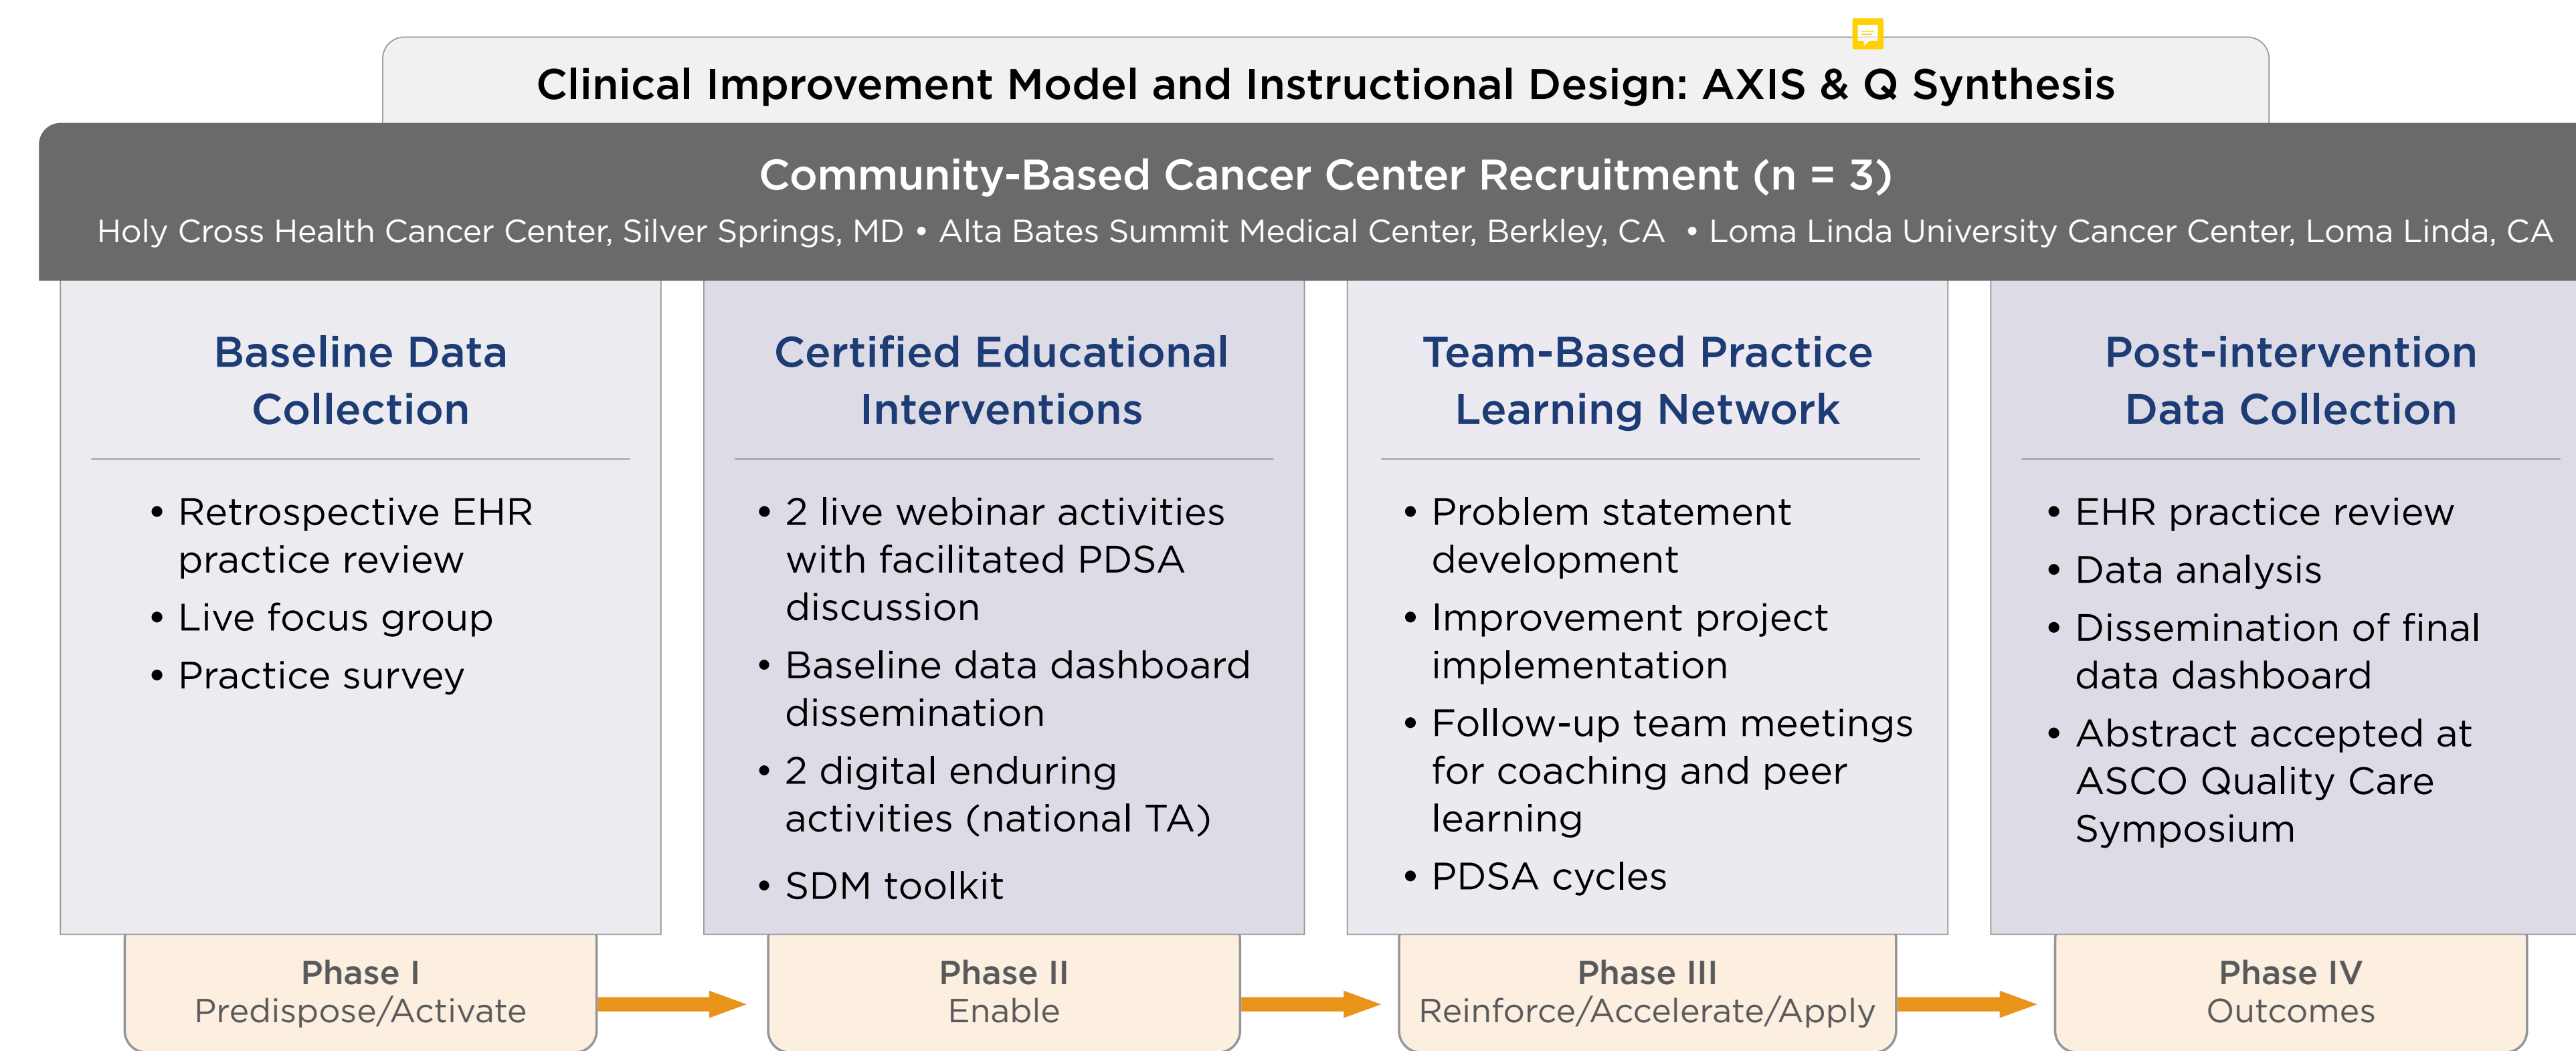 Clinical Improvement Model and Instructional Design: AXIS & Q Synthesis
Community-Based Cancer Center Recruitment (n = 3)
Holy Cross Health Cancer Center, Silver Springs, MD • Alta Bates Summit Medical Center, Berkley, CA • Loma Linda University Cancer Center, Loma Linda, CA
Baseline Data
Collection
• Retrospective EHR
practice review
• Live focus group
• Practice survey
Certified Educational
Interventions
• 2 live webinar activities
with facilitated PDSA
discussion
• Baseline data dashboard
dissemination
• 2 digital enduring
activities (national TA)
• SDM toolkit
Team-Based Practice
Learning Network
• Problem statement
development
• Improvement project
implementation
• Follow-up team meetings
for coaching and peer
learning
• PDSA cycles
Post-intervention
Data Collection
• EHR practice review
• Data analysis
• Dissemination of final
data dashboard
• Abstract accepted at
ASCO Quality Care
Symposium
Phase I
Predispose/Activate
Phase II
Enable
Phase III
Reinforce/Accelerate/Apply
Phase IV
Outcomes